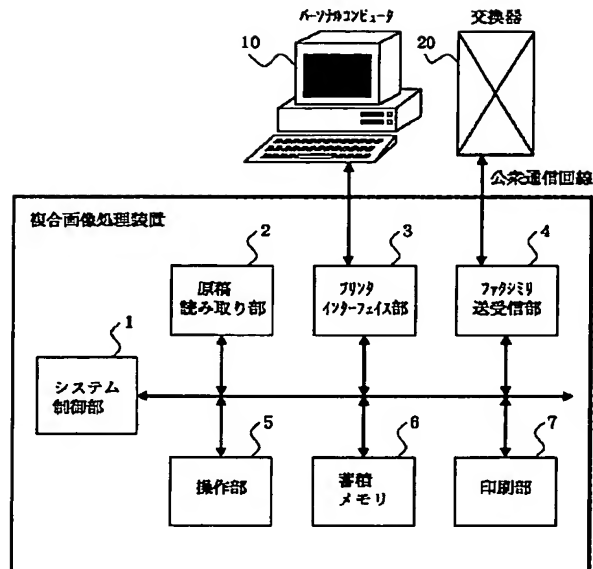 パーソナルコンピュータ
交換器
10
20
公衆通信回線
複合画像処理装置
2
3
4
原稿
読み取り部
プリンタ
インターフェイス部
ファクシミリ
送受信部
1
システム
制御部
5
6
7
操作部
蓄積
メモリ
印刷部